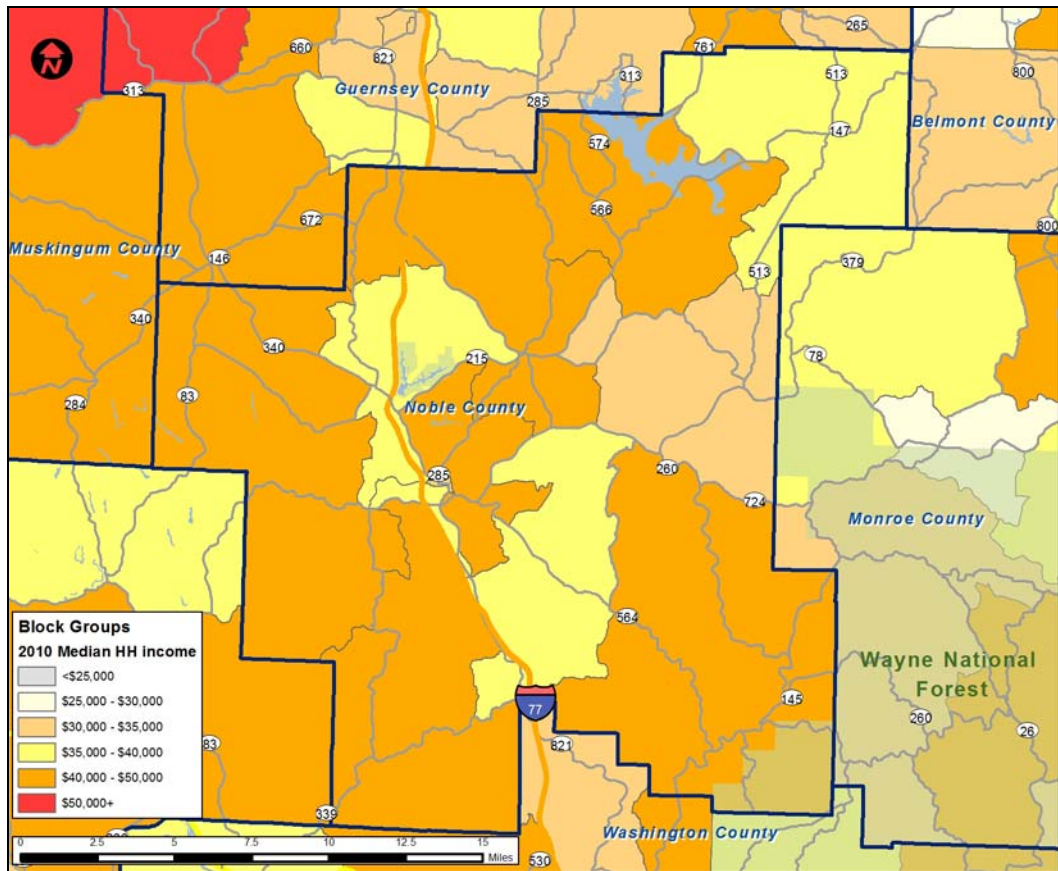 265
660
761
821
313
513
800
Guernsey County
313
285
Belmont County
147
574
566
672
Muskingum County
800
146
379
513
340
340
215
78
83
284
Noble County
285
260
724
Monroe County
564
Block Groups
2010 Median HH income
<$25,000
$25,000 - $30,000
$30,000 - $35,000
$35,000 - $40,000
$40,000 - $50,000
$50,000+
Wayne National
Forest
145
77
260
26
83
821
339
Washington County
0 2.5 5 7.5 10 12.5 15
Miles
530
N